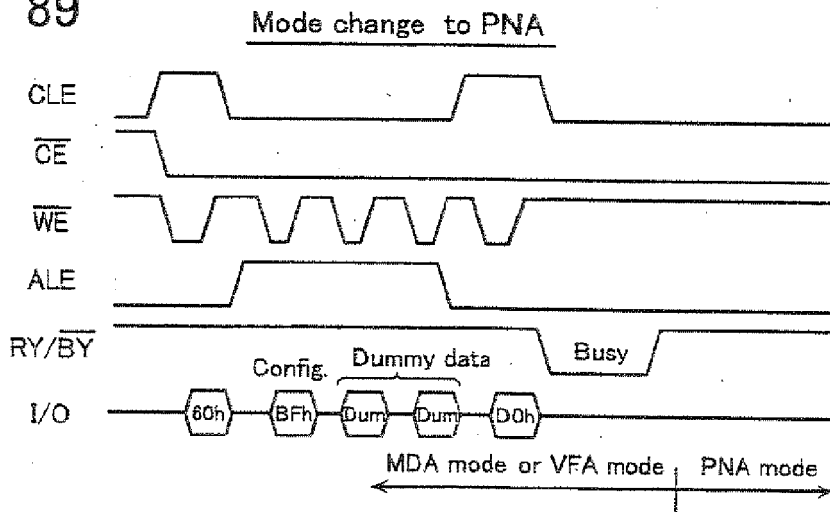 89
Mode change to PNA
CLE
CE
WE
ALE
RY/BY
Busy
Config. Dummy data
I/O
60h BFh Dum Dum D0h
MDA mode or VFA mode PNA mode